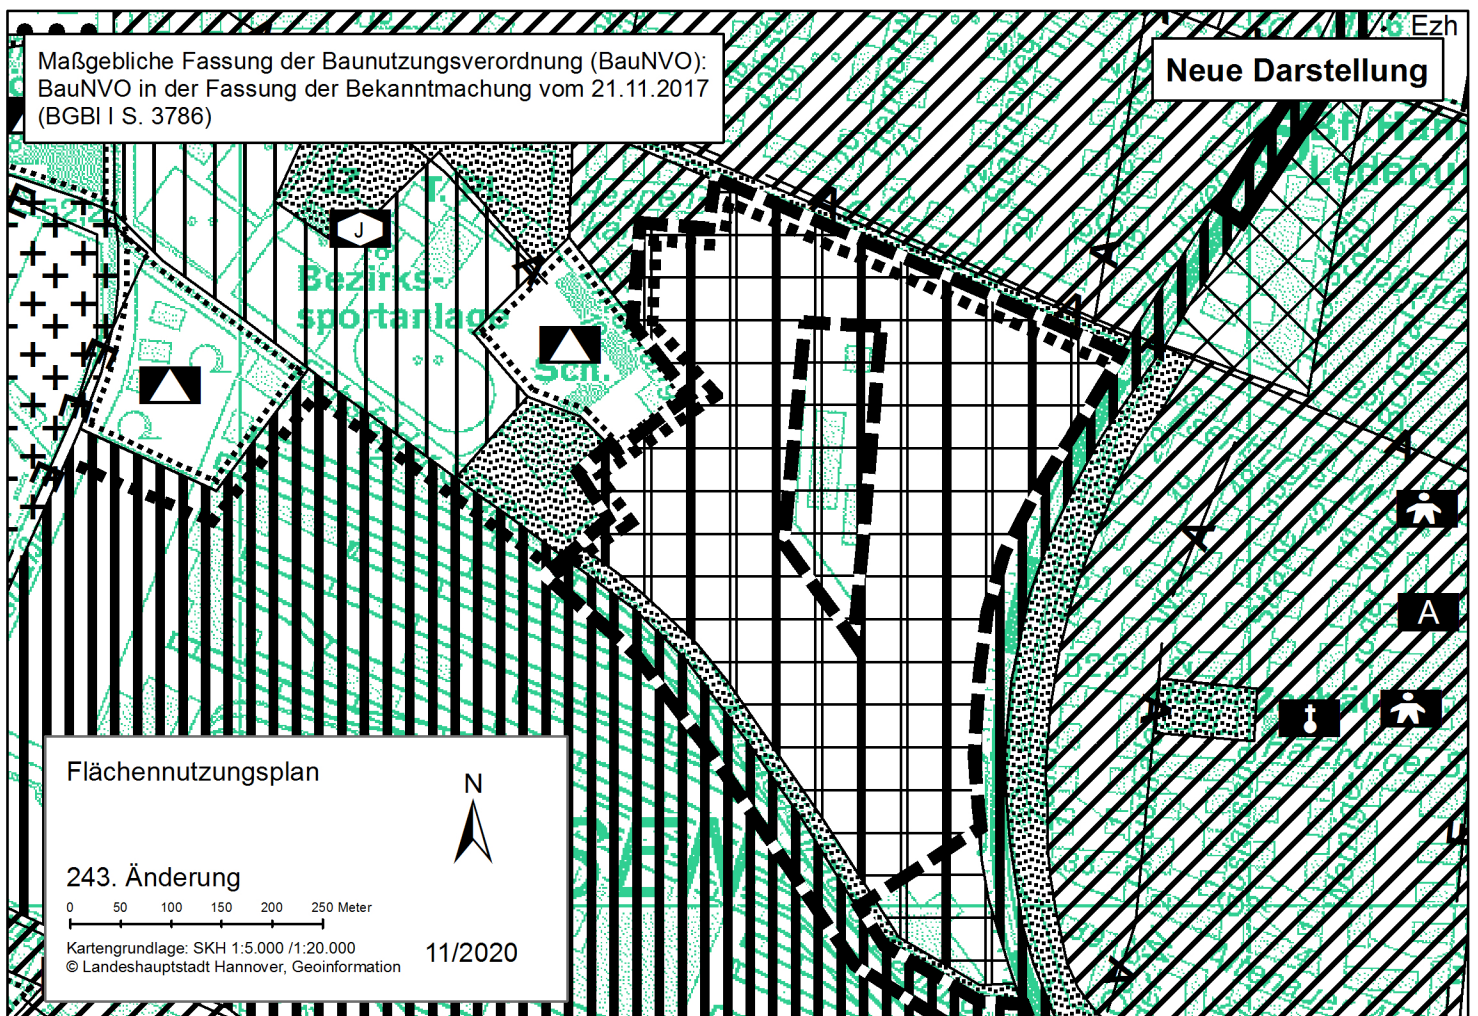 Ezh
Maßgebliche Fassung der Baunutzungsverordnung (BauNVO):
BauNVO in der Fassung der Bekanntmachung vom 21.11.2017
(BGBl I S. 3786)
Neue Darstellung
JZ
J
Bezirks-
sportanlage
Sch.
A
A
A
A
A
A
Flächennutzungsplan
N
243. Änderung
0 50 100 150 200 250 Meter
Kartengrundlage: SKH 1:5.000 /1:20.000
© Landeshauptstadt Hannover, Geoinformation
11/2020